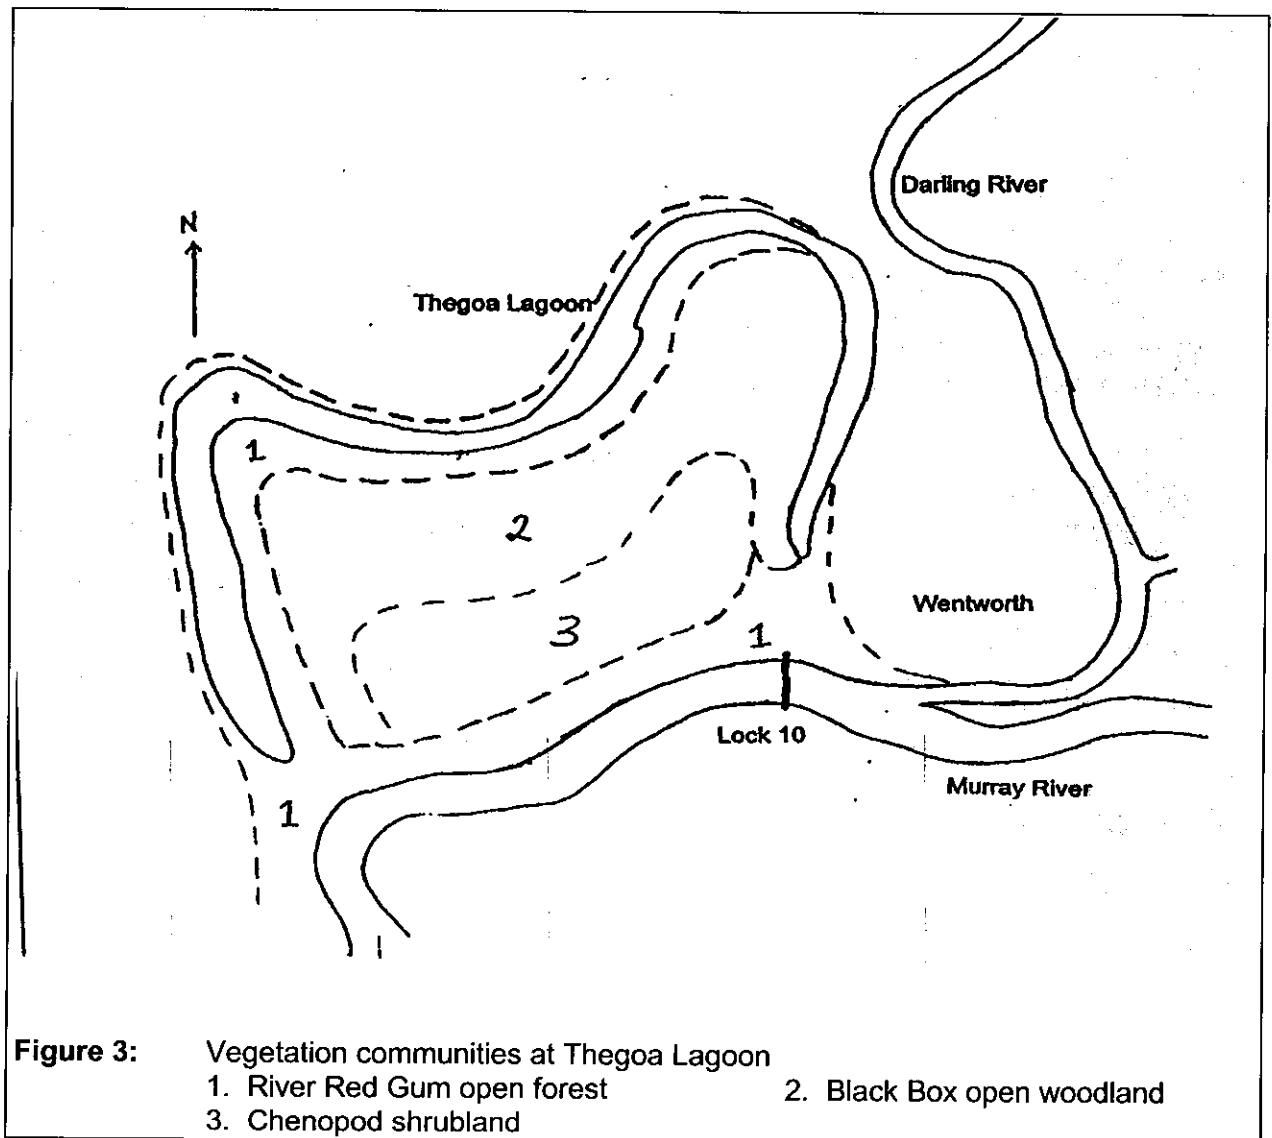 Darling River
N
Thegoa Lagoon
1
2
Wentworth
3
1
Lock 10
Murray River
1
Figure 3: Vegetation communities at Thegoa Lagoon
1. River Red Gum open forest 2. Black Box open woodland
3. Chenopod shrubland